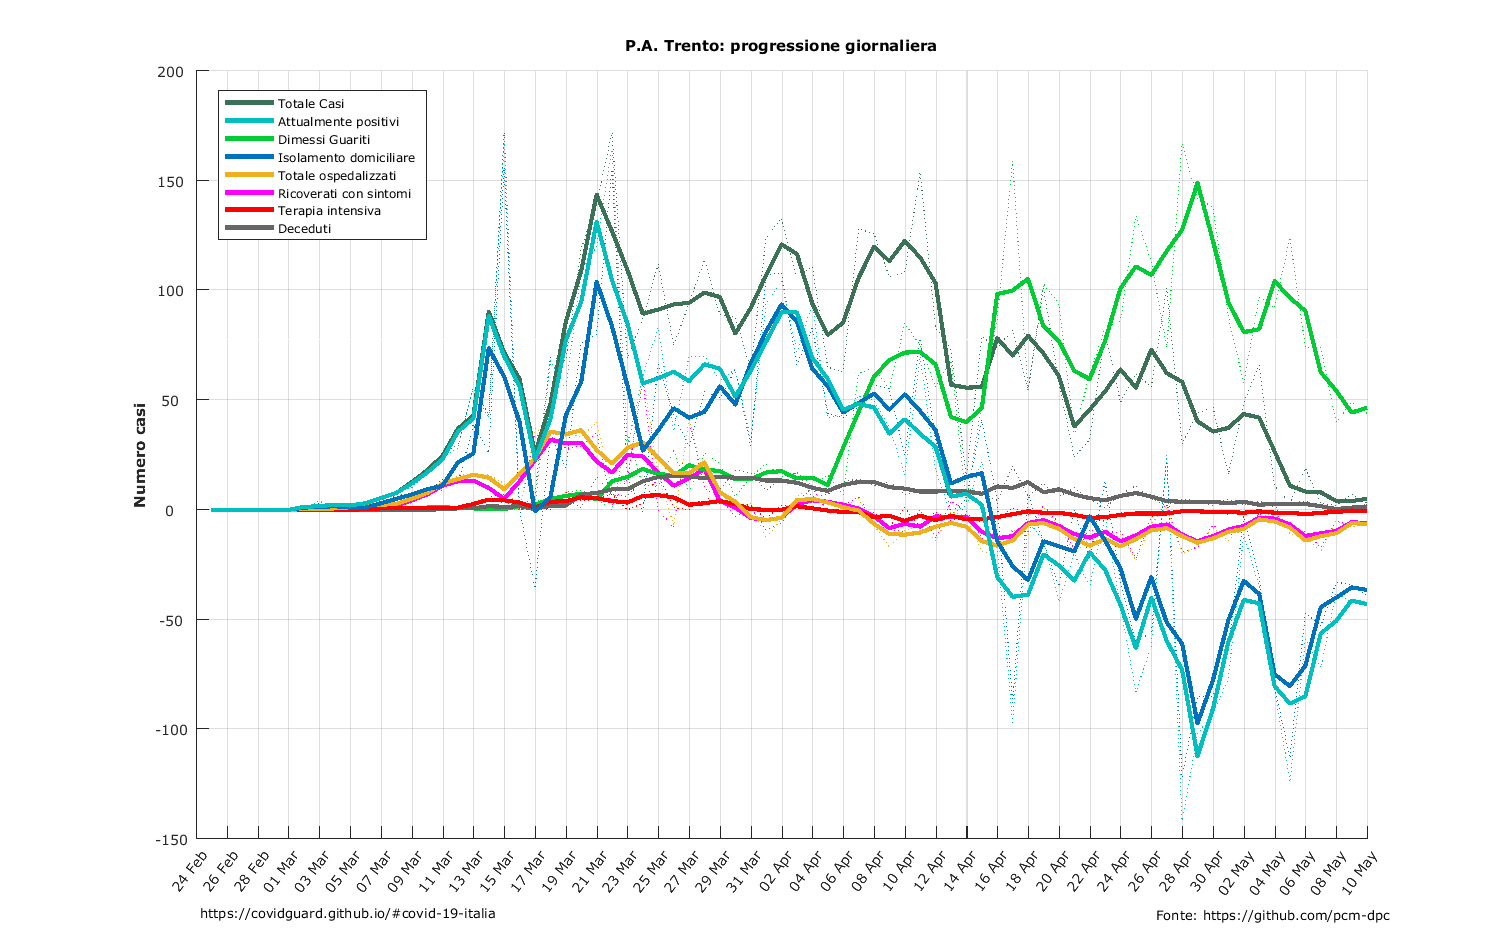 P.A. Trento: progressione giornaliera
200
150
100
50
0
-50
-100
-150
Numero casi
Totale Casi
Attualmente positivi
Dimessi Guariti
Isolamento domiciliare
Totale ospedalizzati
Ricoverati con sintomi
Terapia intensiva
Deceduti
24 Feb
26 Feb
28 Feb
01 Mar
03 Mar
05 Mar
07 Mar
09 Mar
11 Mar
13 Mar
15 Mar
17 Mar
19 Mar
21 Mar
23 Mar
25 Mar
27 Mar
29 Mar
31 Mar
02 Apr
04 Apr
06 Apr
08 Apr
10 Apr
12 Apr
14 Apr
16 Apr
18 Apr
20 Apr
22 Apr
24 Apr
26 Apr
28 Apr
30 Apr
02 May
04 May
06 May
08 May
10 May
https://covidguard.github.io/#covid-19-italia
Fonte: https://github.com/pcm-dpc